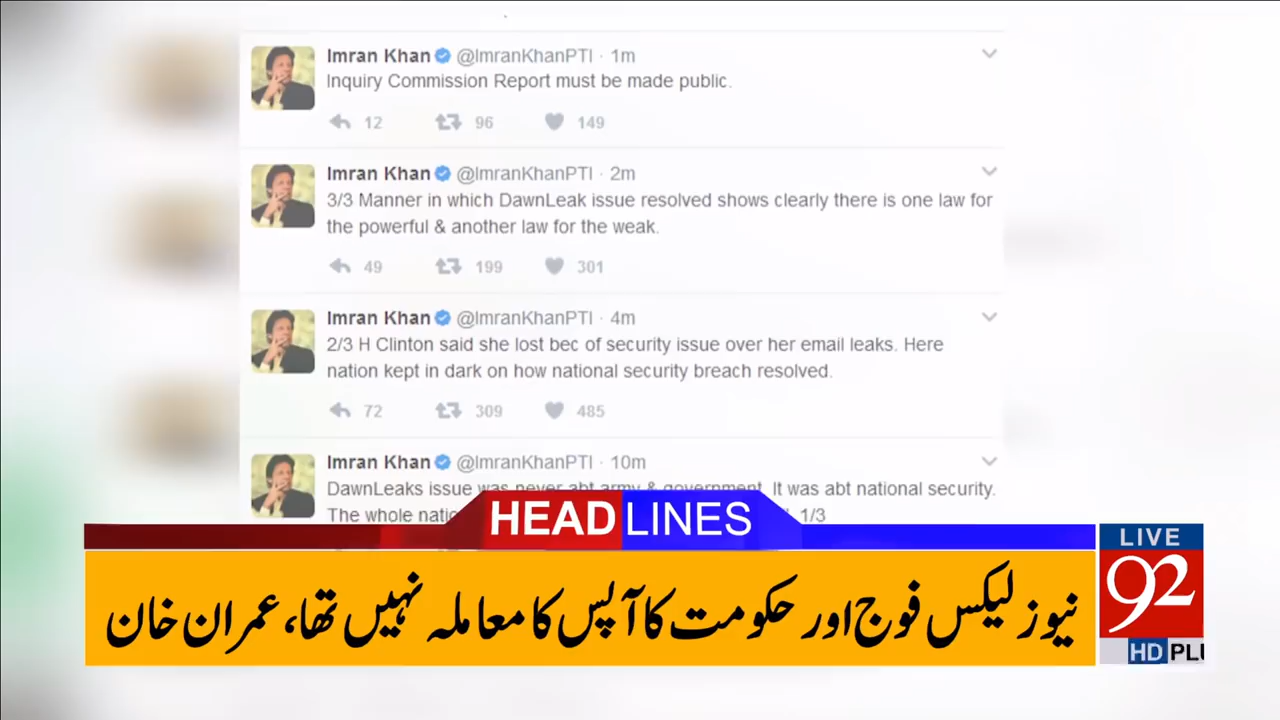 Imran Khan @ImranKhanPTI · 1m
Inquiry Commission Report must be made public.
12 96 149
Imran Khan @ImranKhanPTI · 2m
3/3 Manner in which DawnLeak issue resolved shows clearly there is one law for
the powerful & another law for the weak.
49 199 301
Imran Khan @ImranKhanPTI · 4m
2/3 H Clinton said she lost bec of security issue over her email leaks. Here
nation kept in dark on how national security breach resolved.
72 309 485
Imran Khan @ImranKhanPTI · 10m
DawnLeaks issue was never abt army & government. It was abt national security.
The whole 1/3
HEADLINES
نیوز لیکس فوج اور حکومت کا آپس کا معاملہ نہیں تھا، عمران خان
LIVE
92
HD PLU